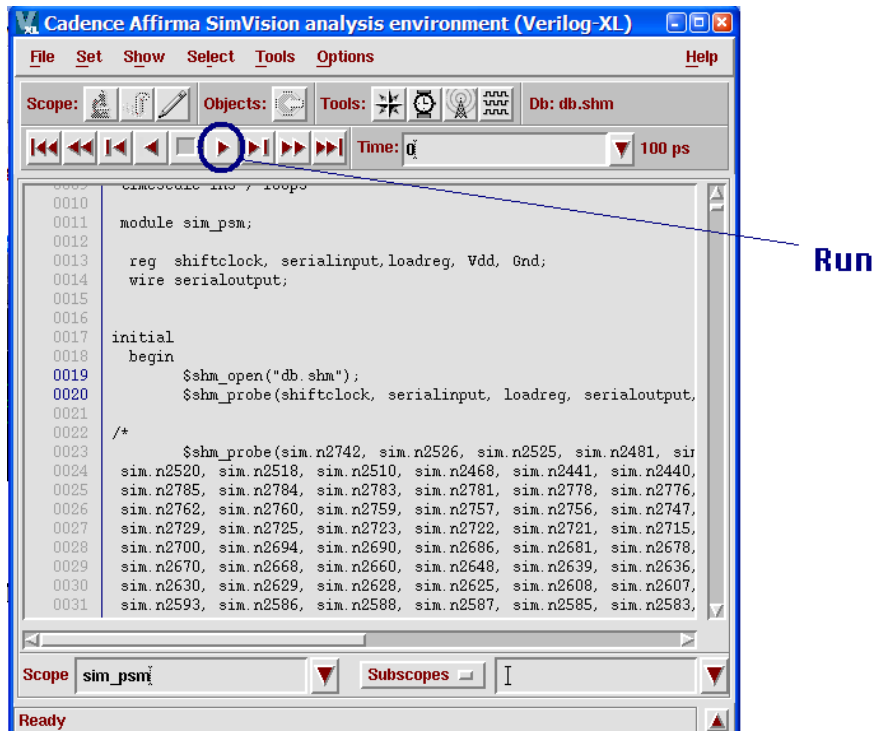 Cadence Affirma SimVision analysis environment (Verilog-XL)
File Set Show Select Tools Options Help
Scope: Objects: Tools: Db: db.shm
Time: 0 100 ps
0009 timescale 1ns / 100ps
0010
0011 module sim_psm;
0012
0013 reg shiftclock, serialinput,loadreg, Vdd, Gnd;
0014 wire serialoutput;
0015
0016
0017 initial
0018 begin
0019 $shm_open("db.shm");
0020 $shm_probe(shiftclock, serialinput, loadreg, serialoutput,
0021
0022 /*
0023 $shm_probe(sim.n2742, sim.n2526, sim.n2525, sim.n2481, sim
0024 sim.n2520, sim.n2518, sim.n2510, sim.n2468, sim.n2441, sim.n2440,
0025 sim.n2785, sim.n2784, sim.n2783, sim.n2781, sim.n2778, sim.n2776,
0026 sim.n2762, sim.n2760, sim.n2759, sim.n2757, sim.n2756, sim.n2747,
0027 sim.n2729, sim.n2725, sim.n2723, sim.n2722, sim.n2721, sim.n2715,
0028 sim.n2700, sim.n2694, sim.n2690, sim.n2686, sim.n2681, sim.n2678,
0029 sim.n2670, sim.n2668, sim.n2660, sim.n2648, sim.n2639, sim.n2636,
0030 sim.n2630, sim.n2629, sim.n2628, sim.n2625, sim.n2608, sim.n2607,
0031 sim.n2593, sim.n2586, sim.n2588, sim.n2587, sim.n2585, sim.n2583,
Run
Scope sim_psm Subscopes
Ready